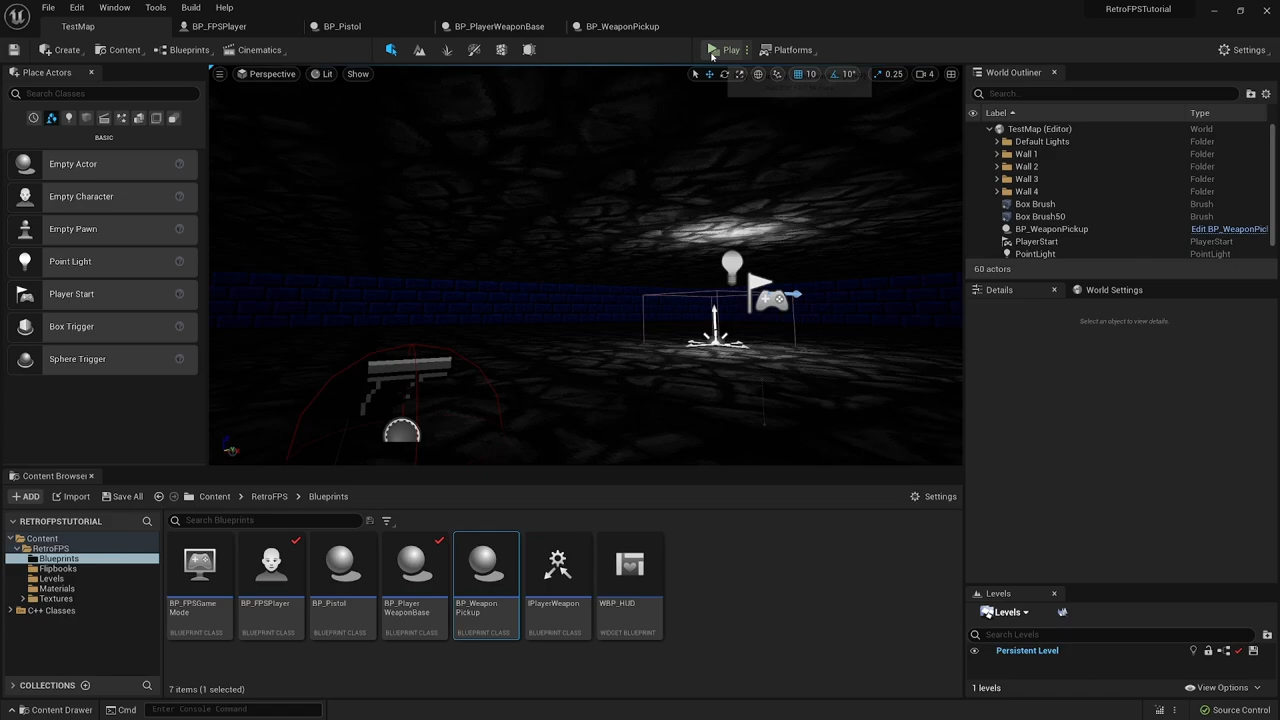 File Edit Window Tools Build Help
RetroFPSTutorial
TestMap BP_FPSPlayer BP_Pistol BP_PlayerWeaponBase BP_WeaponPickup
Create Content Blueprints Cinematics Play Platforms Settings
Place Actors
Search Classes
BASIC
Empty Actor
Empty Character
Empty Pawn
Point Light
Player Start
Box Trigger
Sphere Trigger
Perspective Lit Show 10 10° 0.25 4
World Outliner
Search...
Label Type
TestMap (Editor) World
Default Lights Folder
Wall 1 Folder
Wall 2 Folder
Wall 3 Folder
Wall 4 Folder
Box Brush Brush
Box Brush50 Brush
BP_WeaponPickup Edit BP_WeaponPicl
PlayerStart PlayerStart
PointLight PointLight
60 actors
Details World Settings
Select an object to view details.
Levels
Levels
Search Levels
Persistent Level
1 levels View Options
Content Browser
ADD Import Save All Content RetroFPS Blueprints Settings
RETROFPSTUTORIAL
Content
RetroFPS
Blueprints
Flipbooks
Levels
Materials
Textures
C++ Classes
COLLECTIONS
Search Blueprints
BP_FPSGame Mode BLUEPRINT CLASS
BP_FPSPlayer BLUEPRINT CLASS
BP_Pistol BLUEPRINT CLASS
BP_Player WeaponBase BLUEPRINT CLASS
BP_Weapon Pickup BLUEPRINT CLASS
IPlayerWeapon BLUEPRINT CLASS
WBP_HUD WIDGET BLUEPRINT
7 items (1 selected)
Content Drawer Cmd Enter Console Command Source Control